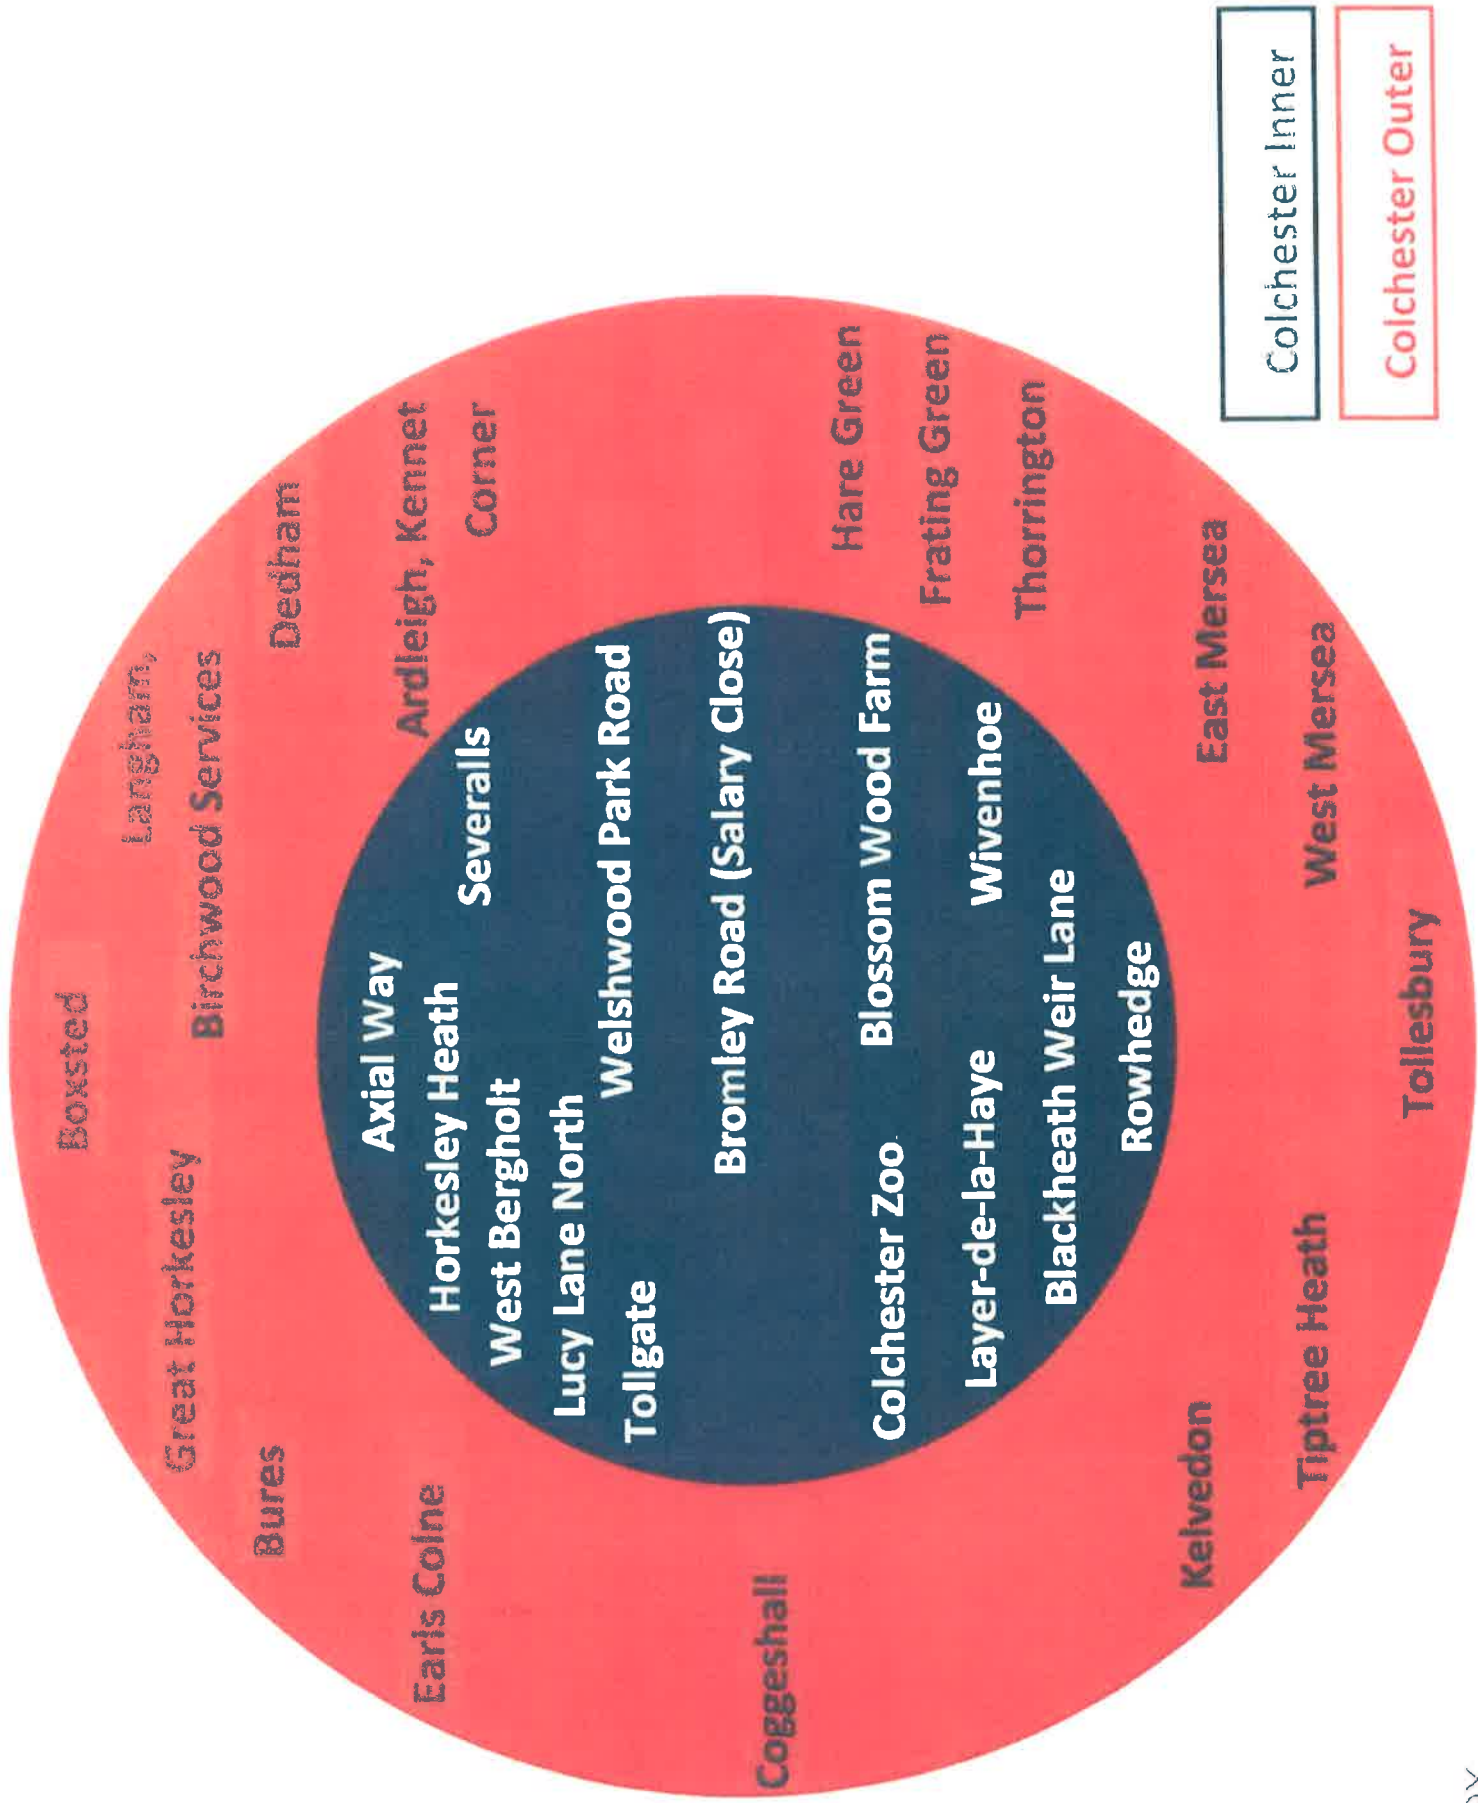 Boxsted
Langham,
Birchwood Services
Great Horkesley
Dedham
Bures
Ardleigh, Kennet
Corner
Earls Colne
Axial Way
Horkesley Heath
Severalls
West Bergholt
Lucy Lane North
Welshwood Park Road
Tollgate
Bromley Road (Salary Close)
Coggeshall
Colchester Zoo
Blossom Wood Farm
Hare Green
Frating Green
Layer-de-la-Haye
Wivenhoe
Thorrington
Blackheath Weir Lane
Rowhedge
Kelvedon
East Mersea
Tiptree Heath
West Mersea
Tollesbury
Colchester Inner
Colchester Outer